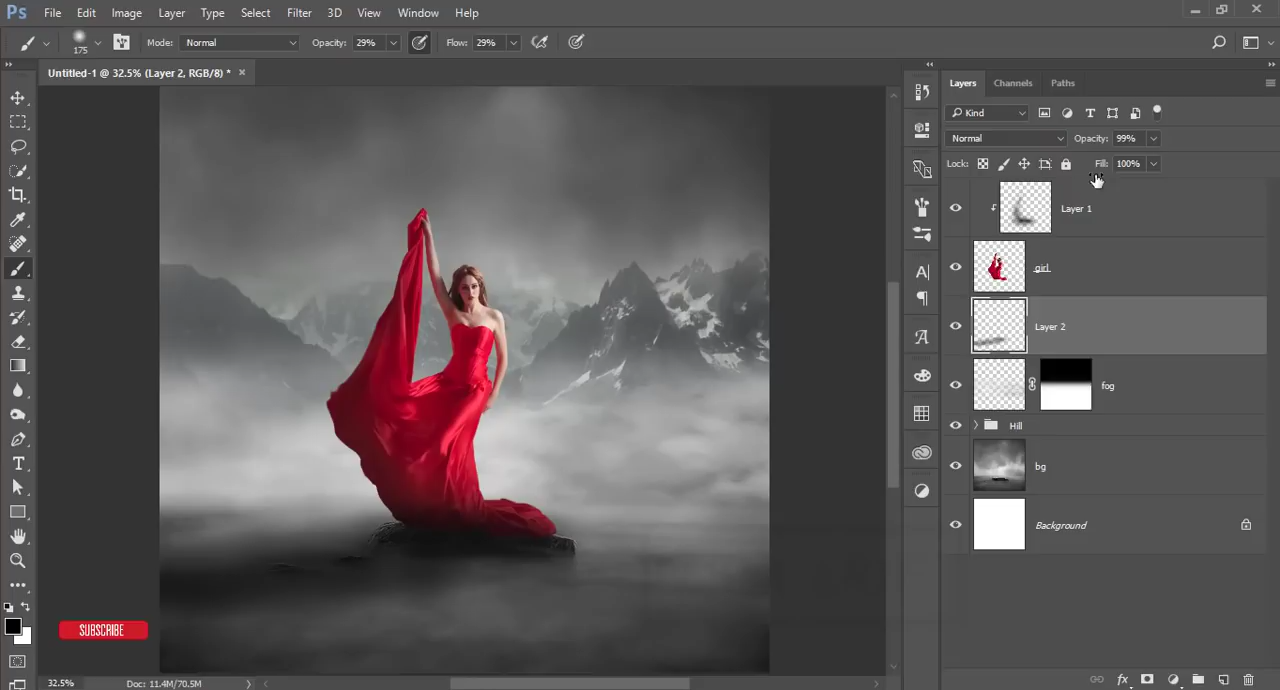 Ps File Edit Image Layer Type Select Filter 3D View Window Help
175 Mode: Normal Opacity: 29% Flow: 29%
Untitled-1 @ 32.5% (Layer 2, RGB/8) *
Layers Channels Paths
Kind
Normal Opacity: 99%
Lock: Fill: 100%
Layer 1
girl
Layer 2
fog
Hill
bg
Background
SUBSCRIBE
32.5% Doc: 11.4M/70.5M